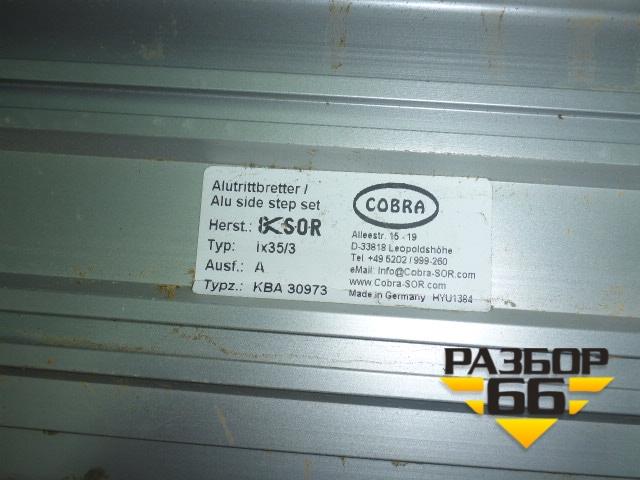 Alutrittbretter /
Alu side step set
Herst.: SOR
Typ: ix35/3
Ausf.: A
Typz.: KBA 30973
COBRA
Alleestr. 15 - 19
D-33818 Leopoldshöhe
Tel +49 5202 / 999-260
eMail: Info@Cobra-SOR.com
www.Cobra-SOR.com
Made in Germany HYU1384
РАЗБОР
66